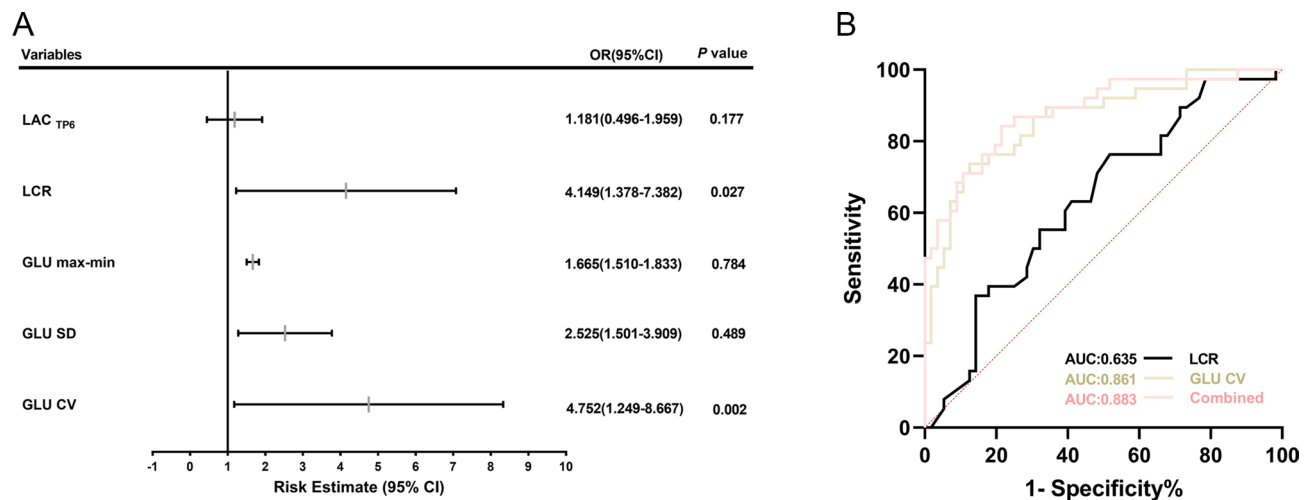 A
Variables OR(95%CI) P value
LAC TP6 1.181(0.496-1.959) 0.177
LCR 4.149(1.378-7.382) 0.027
GLU max-min 1.665(1.510-1.833) 0.784
GLU SD 2.525(1.501-3.909) 0.489
GLU CV 4.752(1.249-8.667) 0.002
-1 0 1 2 3 4 5 6 7 8 9 10
Risk Estimate (95% CI)
B
100
80
60
40
20
0
Sensitivity
AUC:0.635 LCR
AUC:0.861 GLU CV
AUC:0.883 Combined
0 20 40 60 80 100
1- Specificity%